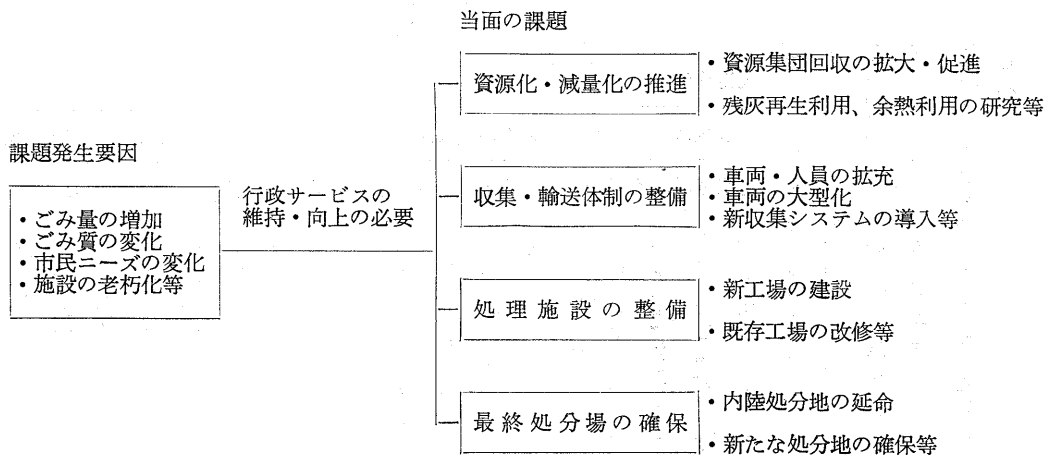 当面の課題
資源化・減量化の推進
・資源集団回収の拡大・促進
・残灰再生利用、余熱利用の研究等
課題発生要因
・ごみ量の増加
・ごみ質の変化
・市民ニーズの変化
・施設の老朽化等
行政サービスの
維持・向上の必要
収集・輸送体制の整備
・車両・人員の拡充
・車両の大型化
・新収集システムの導入等
処理施設の整備
・新工場の建設
・既存工場の改修等
最終処分場の確保
・内陸処分地の延命
・新たな処分地の確保等